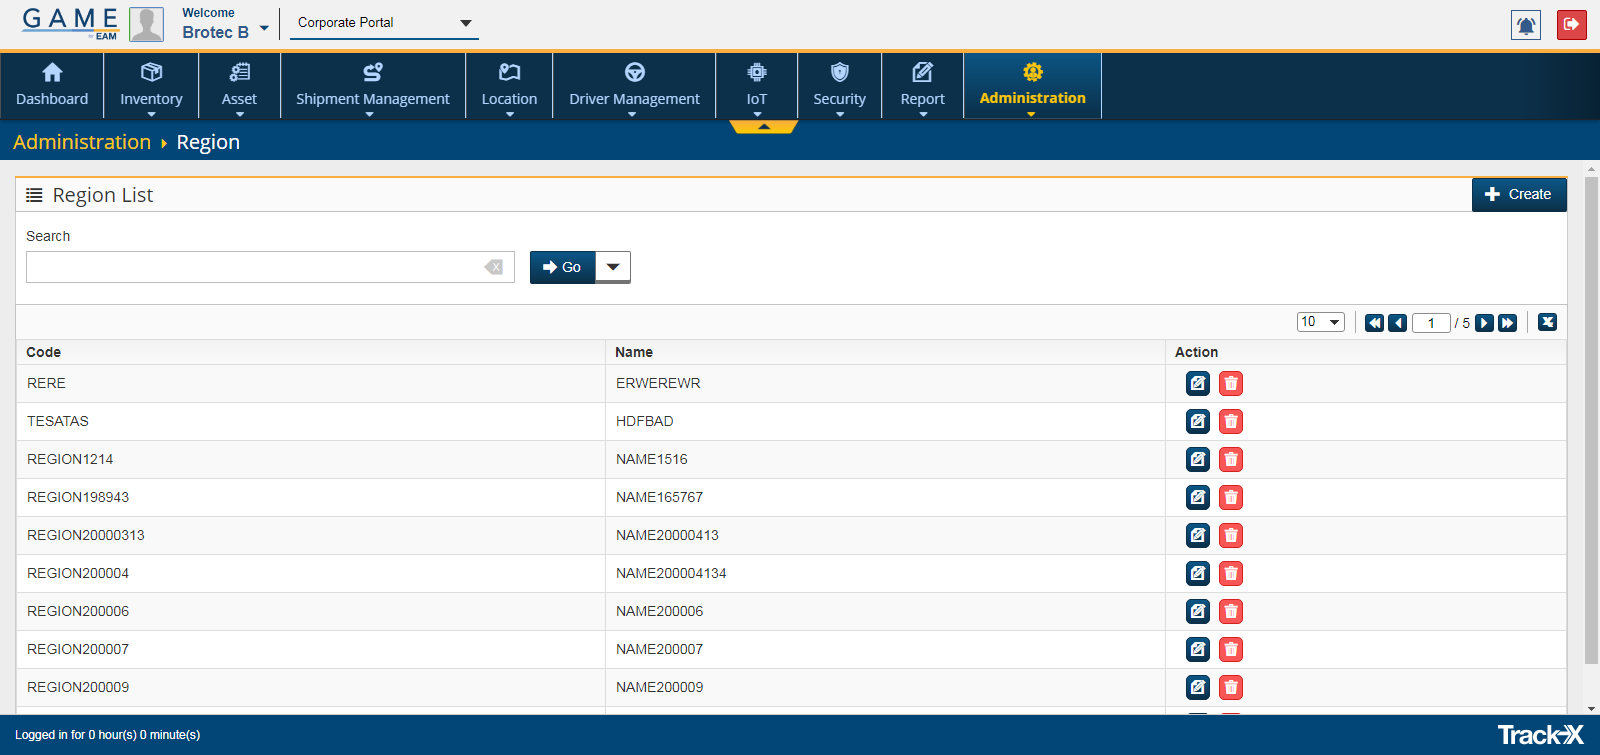 GAME
EAM
Welcome
Brotec B
Corporate Portal
Dashboard
Inventory
Asset
Shipment Management
Location
Driver Management
IoT
Security
Report
Administration
Administration Region
Region List
Create
Search
Go
10 1 / 5
Code Name Action
RERE ERWEREWR
TESATAS HDFBAD
REGION1214 NAME1516
REGION198943 NAME165767
REGION20000313 NAME20000413
REGION200004 NAME200004134
REGION200006 NAME200006
REGION200007 NAME200007
REGION200009 NAME200009
Logged in for 0 hour(s) 0 minute(s)
Track-X